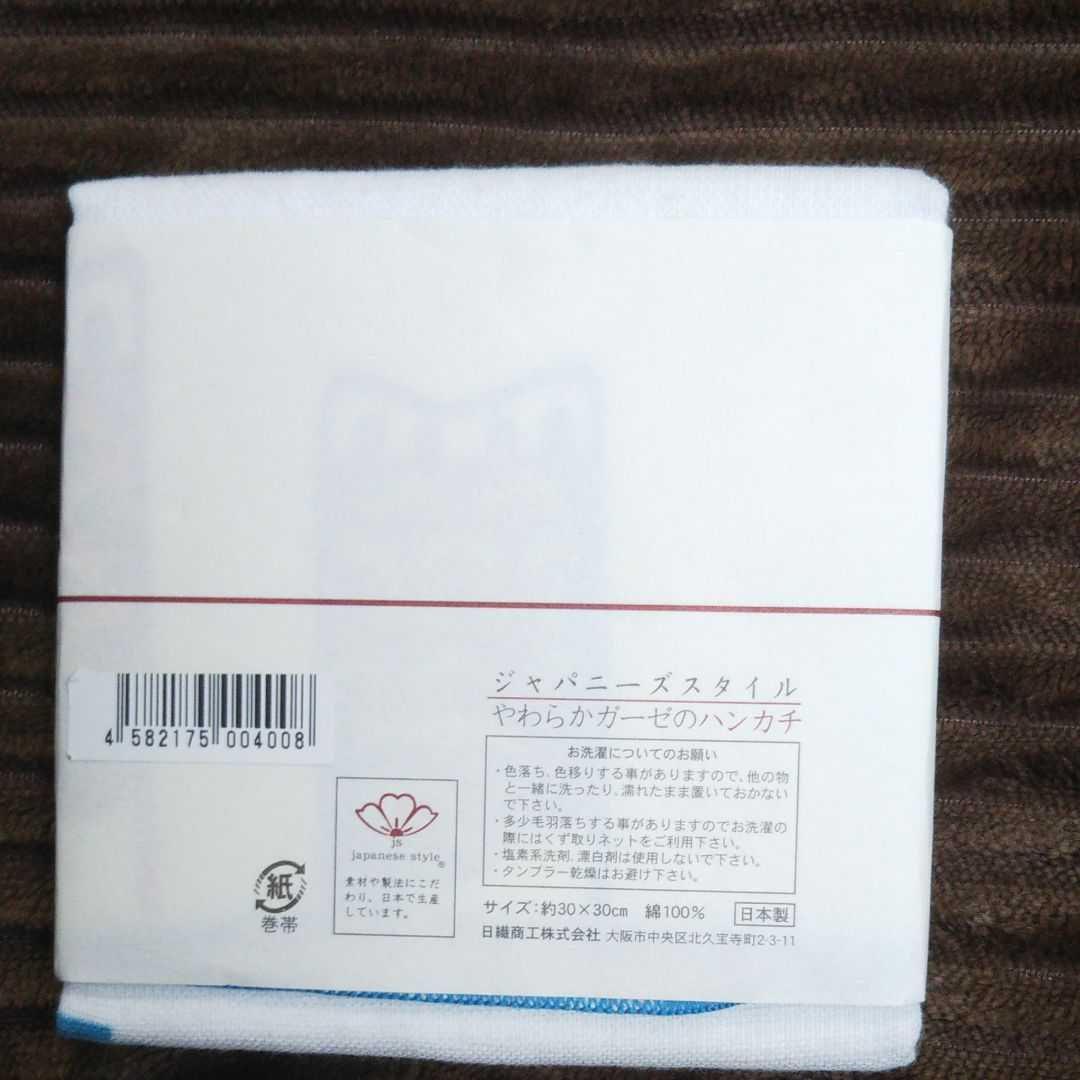 ジャパニーズスタイル
やわらかガーゼのハンカチ
お洗濯についてのお願い
・色落ち、色移りする事がありますので、他の物
と一緒に洗ったり、濡れたまま置いておかない
で下さい。
・多少毛羽落ちする事がありますのでお洗濯の
際にはくず取りネットをご利用下さい。
・塩素系洗剤、漂白剤は使用しないで下さい。
・タンブラー乾燥はお避け下さい。
サイズ:約30×30cm 綿100% 日本製
日繊商工株式会社 大阪市中央区北久宝寺町2-3-11
4 582175 004008
js
japanese style®
素材や製法にこだ
わり、日本で生産
しています。
紙
巻帯